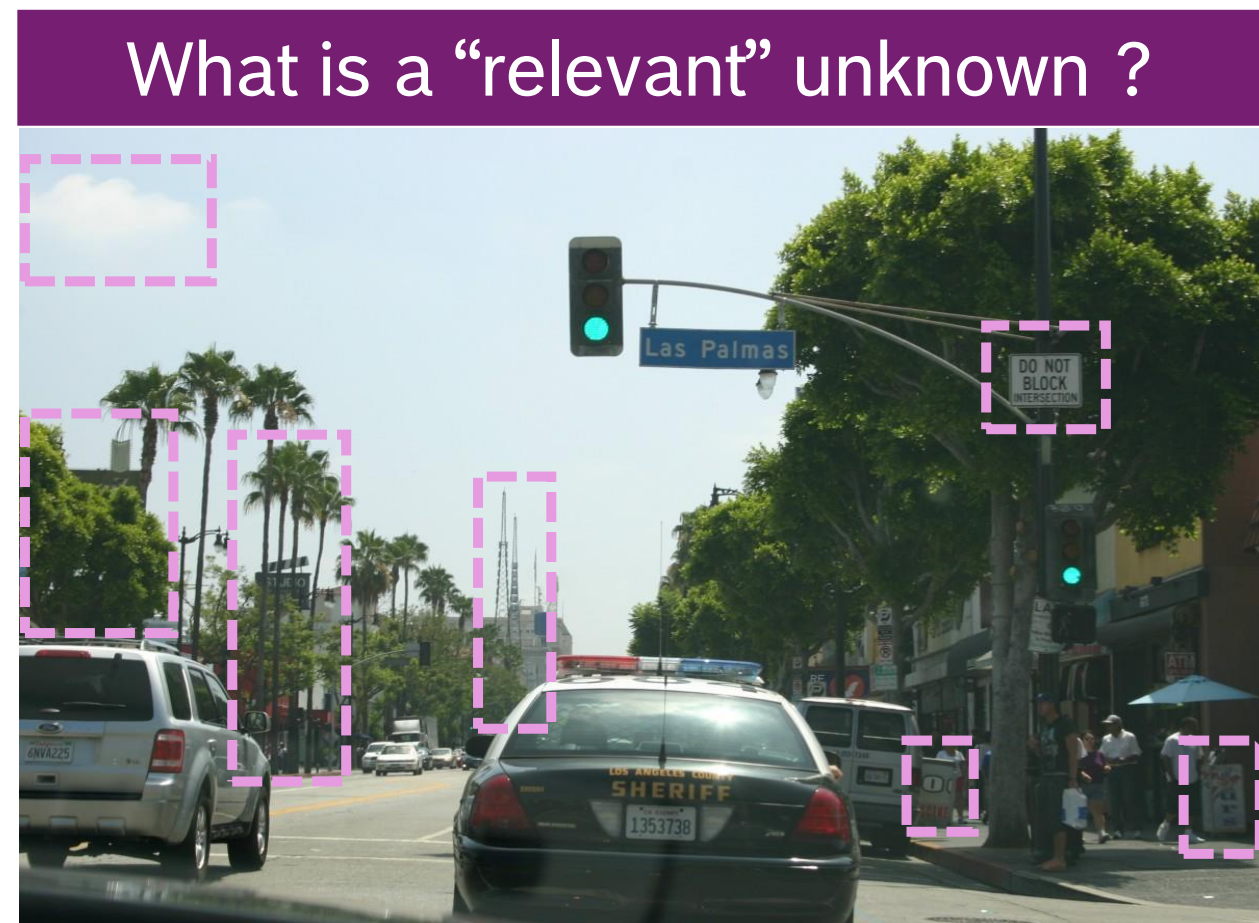 What is a “relevant” unknown ?
Las Palmas
DO NOT
BLOCK
INTERSECTION
6NVA225
LOS ANGELES COUNTY
SHERIFF
1353738